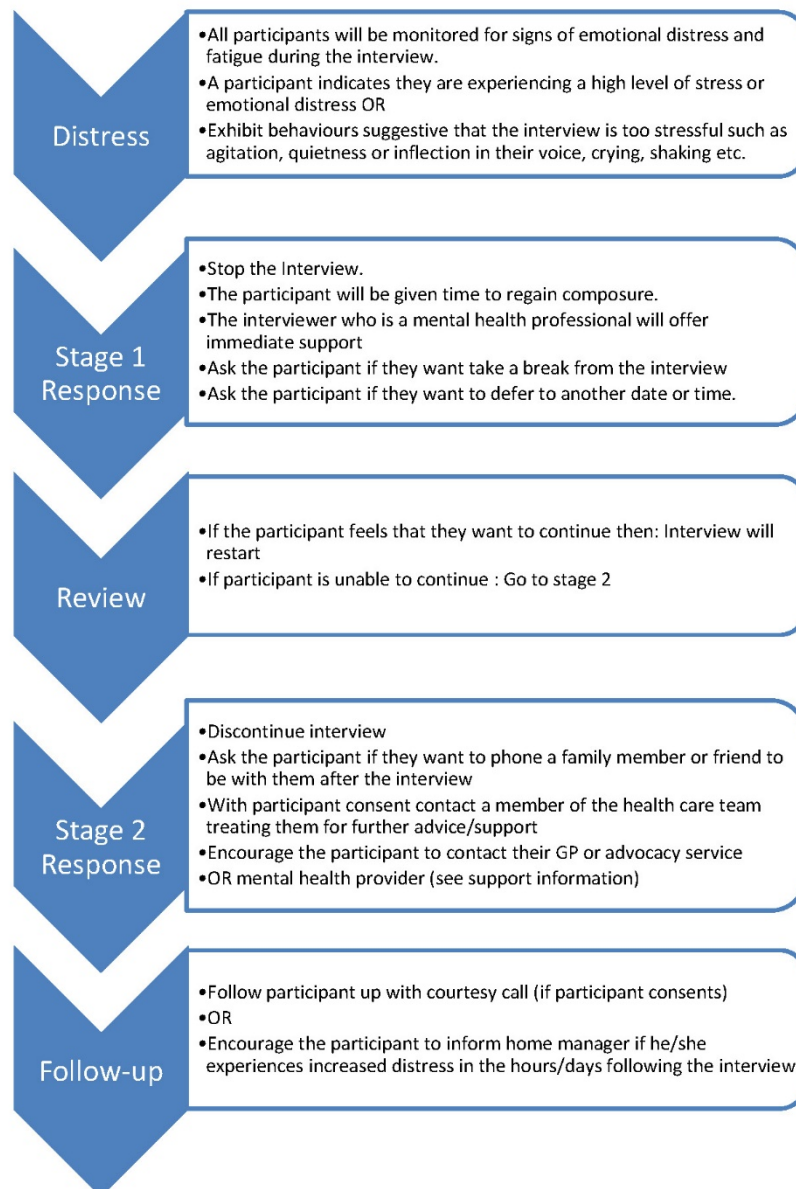 Distress
•All participants will be monitored for signs of emotional distress and
fatigue during the interview.
•A participant indicates they are experiencing a high level of stress or
emotional distress OR
•Exhibit behaviours suggestive that the interview is too stressful such as
agitation, quietness or inflection in their voice, crying, shaking etc.
Stage 1
Response
•Stop the Interview.
•The participant will be given time to regain composure.
•The interviewer who is a mental health professional will offer
immediate support
•Ask the participant if they want take a break from the interview
•Ask the participant if they want to defer to another date or time.
Review
•If the participant feels that they want to continue then: Interview will
restart
•If participant is unable to continue : Go to stage 2
Stage 2
Response
•Discontinue interview
•Ask the participant if they want to phone a family member or friend to
be with them after the interview
•With participant consent contact a member of the health care team
treating them for further advice/support
•Encourage the participant to contact their GP or advocacy service
•OR mental health provider (see support information)
Follow-up
•Follow participant up with courtesy call (if participant consents)
•OR
•Encourage the participant to inform home manager if he/she
experiences increased distress in the hours/days following the interview